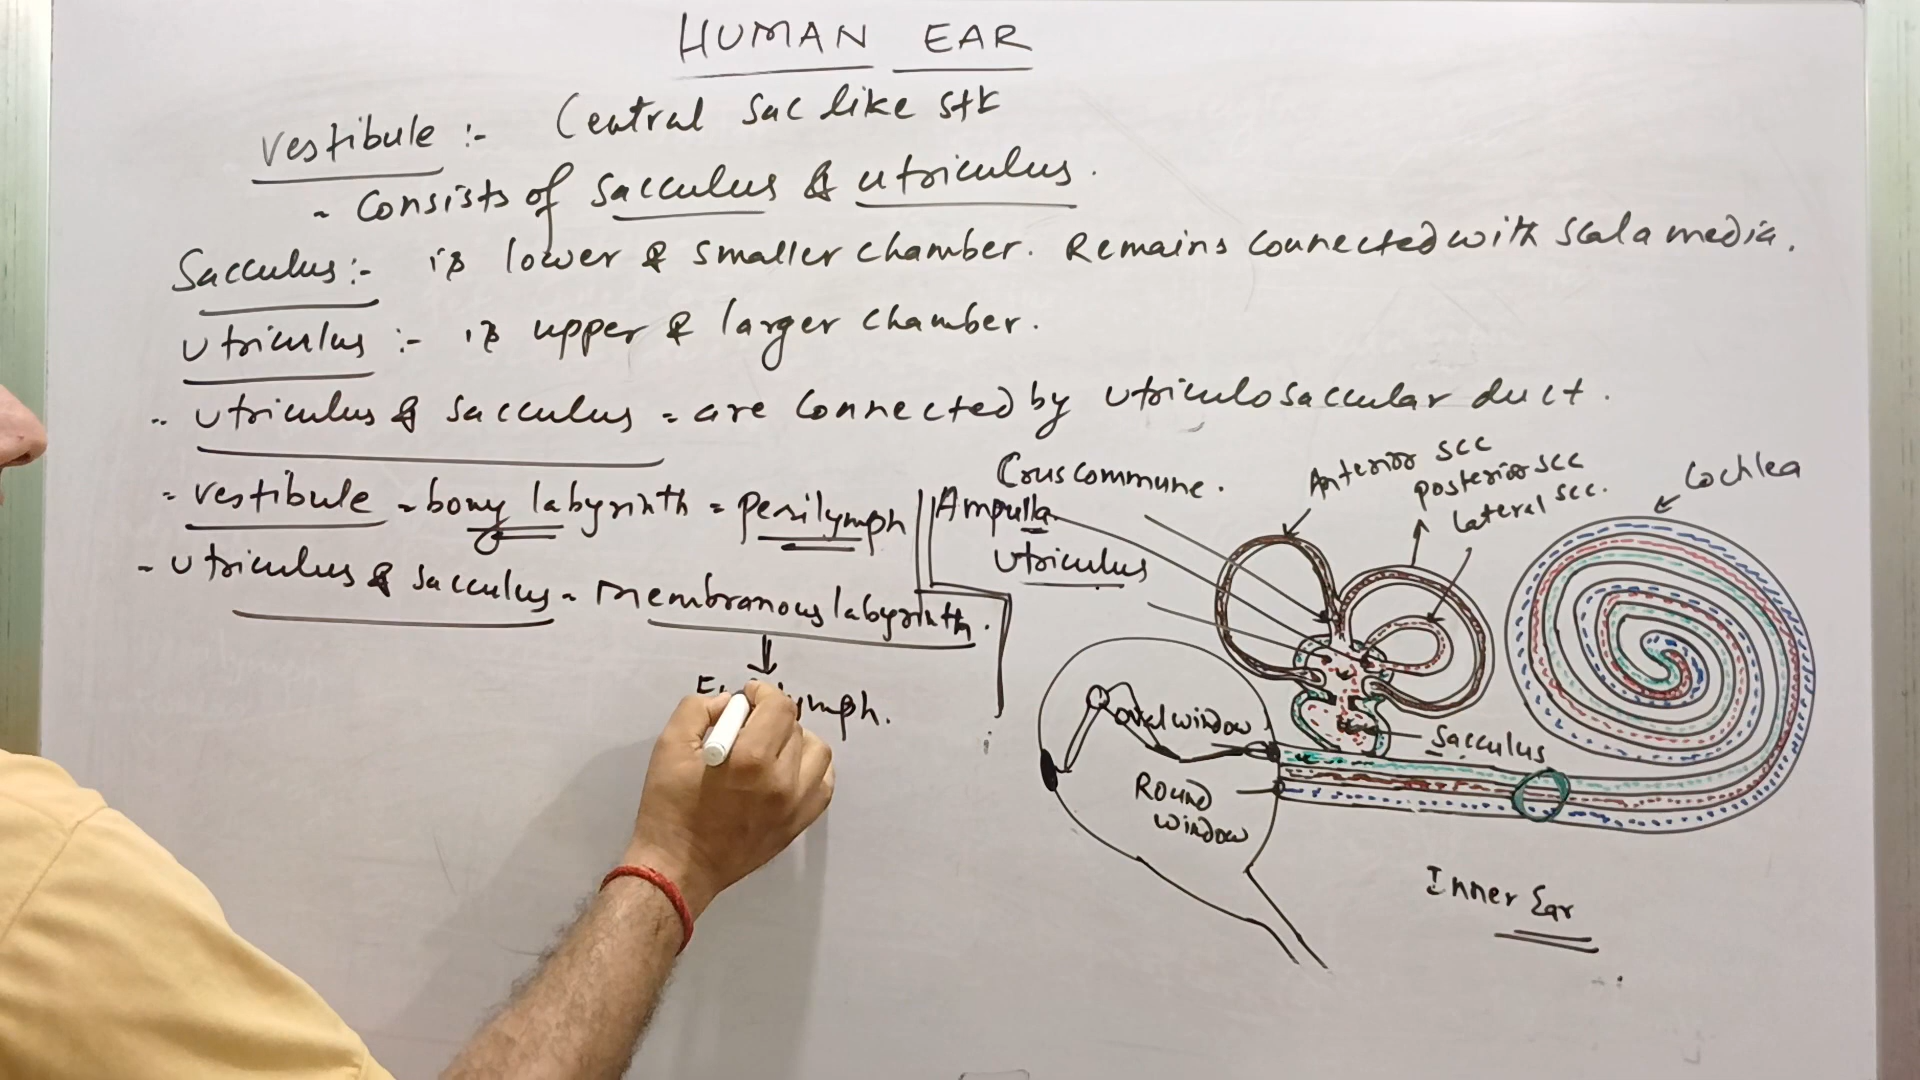 HUMAN EAR
Vestibule :- Central Sac like Stk
- Consists of Sacculus & Utriculus.
Sacculus :- is lower & smaller chamber. Remains connected with Scala media.
Utriculus :- is upper & larger chamber.
- Utriculus & Sacculus - are connected by Utriculosaccular duct.
- Vestibule - bony labyrinth = Perilymph
- Utriculus & Sacculus - Membranous labyrinth.
↓
ymph.
Crus commune.
Ampulla
Utriculus
Anterior SCC
posterior SCC
Lateral SCC.
Cochlea
oval window
Round
window
Sacculus
Inner Ear